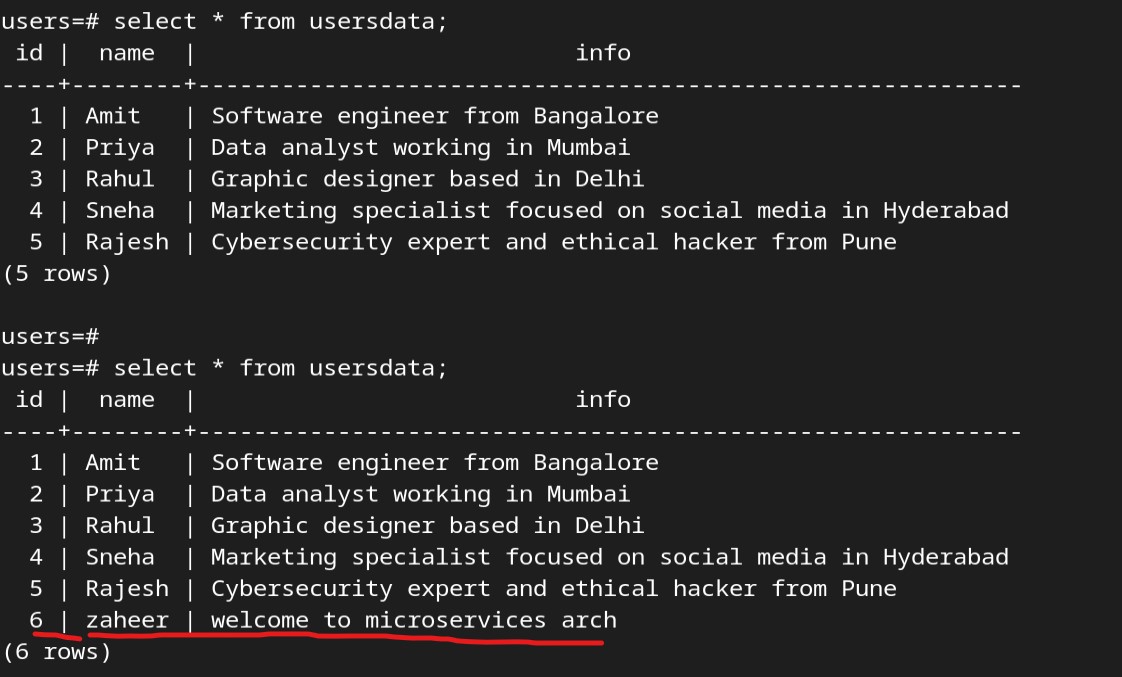 users=# select * from usersdata;
 id |  name  |                           info
----+--------+-----------------------------------------------------------
  1 | Amit   | Software engineer from Bangalore
  2 | Priya  | Data analyst working in Mumbai
  3 | Rahul  | Graphic designer based in Delhi
  4 | Sneha  | Marketing specialist focused on social media in Hyderabad
  5 | Rajesh | Cybersecurity expert and ethical hacker from Pune
(5 rows)

users=#
users=# select * from usersdata;
 id |  name  |                           info
----+--------+-----------------------------------------------------------
  1 | Amit   | Software engineer from Bangalore
  2 | Priya  | Data analyst working in Mumbai
  3 | Rahul  | Graphic designer based in Delhi
  4 | Sneha  | Marketing specialist focused on social media in Hyderabad
  5 | Rajesh | Cybersecurity expert and ethical hacker from Pune
  6 | zaheer | welcome to microservices arch
(6 rows)